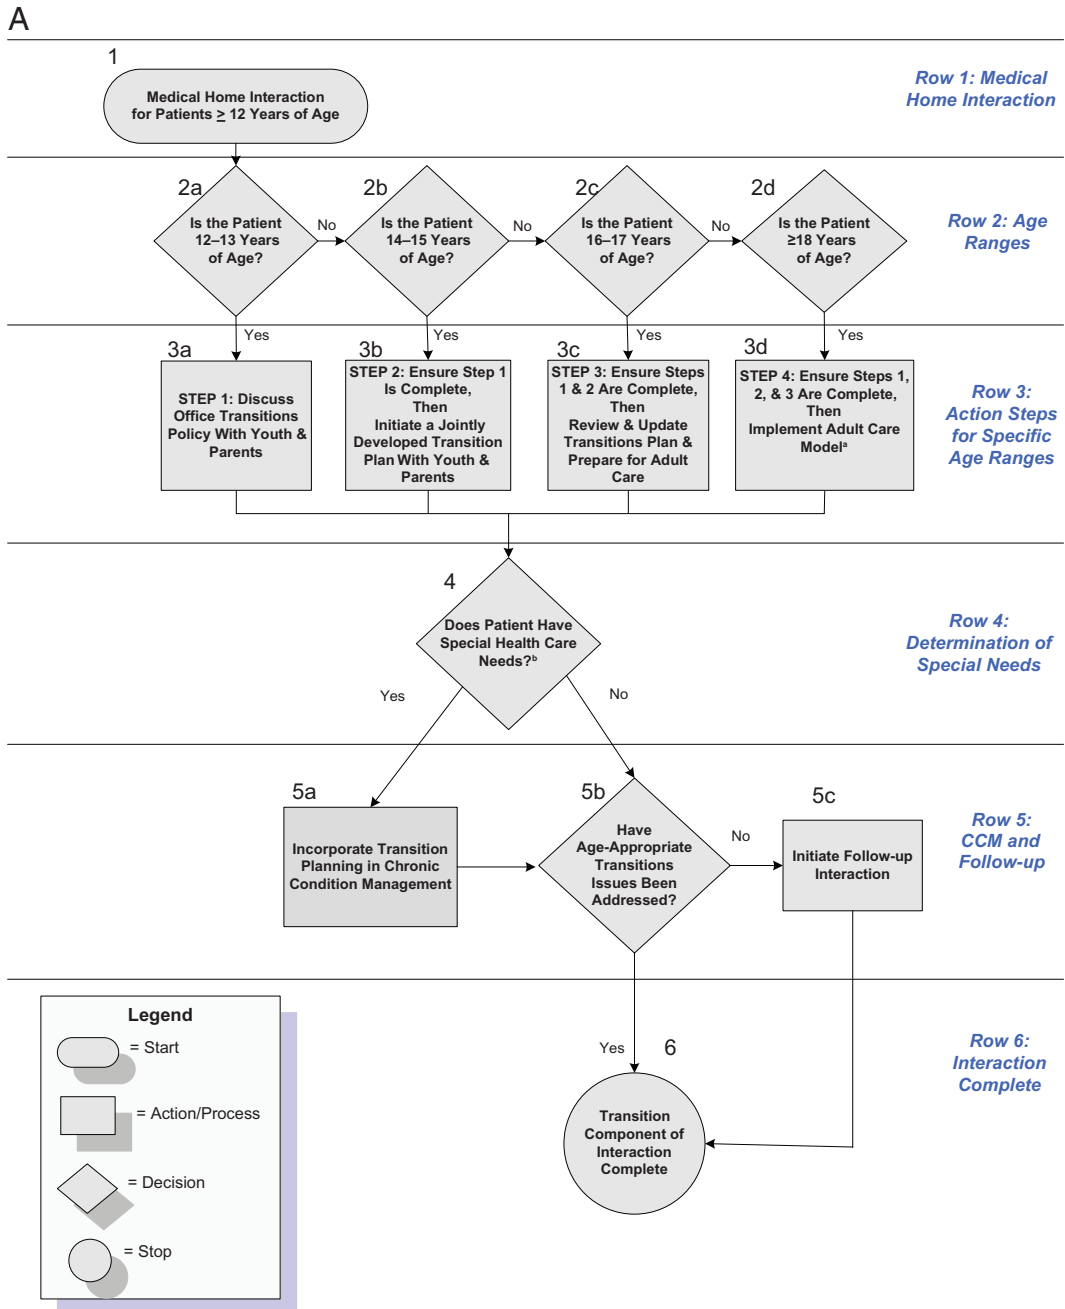 A
1
Medical Home Interaction
for Patients ≥ 12 Years of Age
Row 1: Medical
Home Interaction
2a
Is the Patient
12–13 Years
of Age?
No
2b
Is the Patient
14–15 Years
of Age?
No
2c
Is the Patient
16–17 Years
of Age?
No
2d
Is the Patient
≥18 Years
of Age?
Row 2: Age
Ranges
Yes
Yes
Yes
Yes
3a
STEP 1: Discuss
Office Transitions
Policy With Youth &
Parents
3b
STEP 2: Ensure Step 1
Is Complete,
Then
Initiate a Jointly
Developed Transition
Plan With Youth &
Parents
3c
STEP 3: Ensure Steps
1 & 2 Are Complete,
Then
Review & Update
Transitions Plan &
Prepare for Adult
Care
3d
STEP 4: Ensure Steps 1,
2, & 3 Are Complete,
Then
Implement Adult Care
Modelᵃ
Row 3:
Action Steps
for Specific
Age Ranges
4
Does Patient Have
Special Health Care
Needs?ᵇ
Yes
No
Row 4:
Determination of
Special Needs
5a
Incorporate Transition
Planning in Chronic
Condition Management
5b
Have
Age-Appropriate
Transitions
Issues Been
Addressed?
No
5c
Initiate Follow-up
Interaction
Row 5:
CCM and
Follow-up
Yes
6
Transition
Component of
Interaction
Complete
Row 6:
Interaction
Complete
Legend
= Start
= Action/Process
= Decision
= Stop